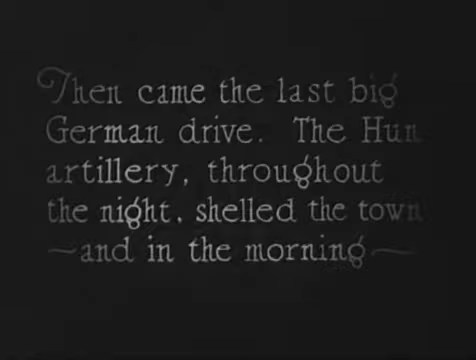 Then came the last big
German drive. The Hun
artillery, throughout
the night, shelled the town
—and in the morning—